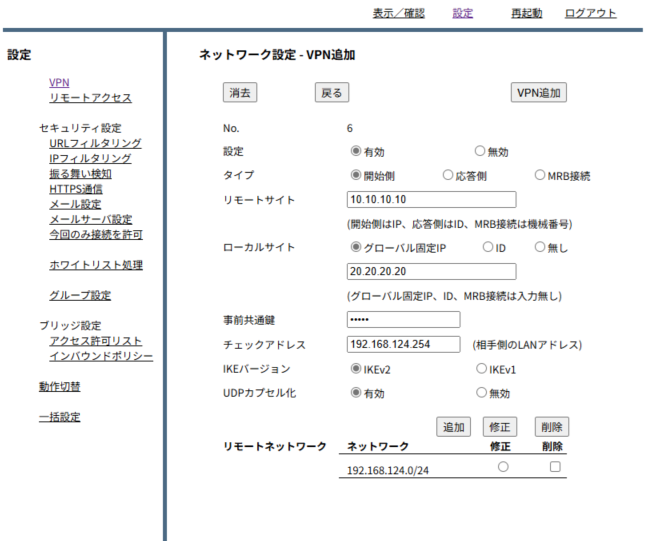 表示／確認 設定 再起動 ログアウト
設定
VPN
リモートアクセス
セキュリティ設定
URLフィルタリング
IPフィルタリング
振る舞い検知
HTTPS通信
メール設定
メールサーバ設定
今回のみ接続を許可
ホワイトリスト処理
グループ設定
ブリッジ設定
アクセス許可リスト
インバウンドポリシー
動作切替
一括設定
ネットワーク設定 - VPN追加
消去 戻る VPN追加
No. 6
設定 有効 無効
タイプ 開始側 応答側 MRB接続
リモートサイト 10.10.10.10
(開始側はIP、応答側はID、MRB接続は機械番号)
ローカルサイト グローバル固定IP ID 無し
20.20.20.20
(グローバル固定IP、ID、MRB接続は入力無し)
事前共通鍵 •••••
チェックアドレス 192.168.124.254 (相手側のLANアドレス)
IKEバージョン IKEv2 IKEv1
UDPカプセル化 有効 無効
追加 修正 削除
リモートネットワーク ネットワーク 修正 削除
192.168.124.0/24